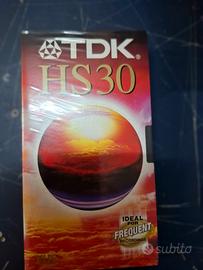 TDK
HS30
IDEAL
FOR
FREQUENT
subito